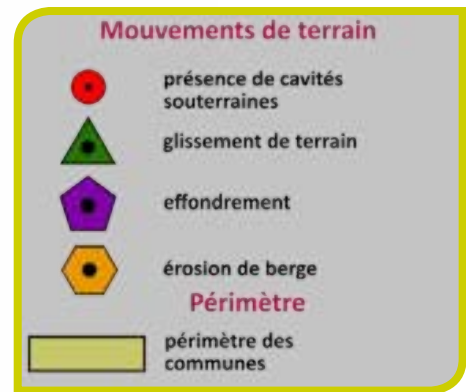 Mouvements de terrain
présence de cavités
souterraines
glissement de terrain
effondrement
érosion de berge
Périmètre
périmètre des
communes